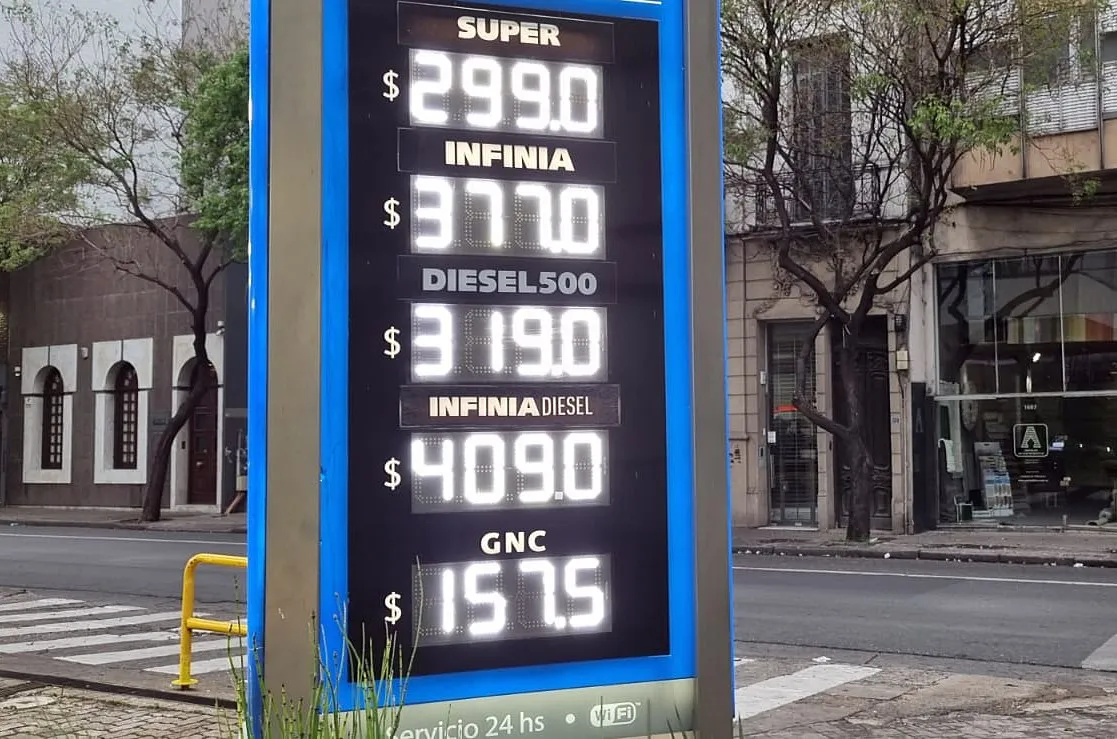 SUPER
$ 299.0
INFINIA
$ 377.0
DIESEL500
$ 319.0
INFINIA DIESEL
$ 409.0
GNC
$ 157.5
Servicio 24 hs • WiFi
1687
A